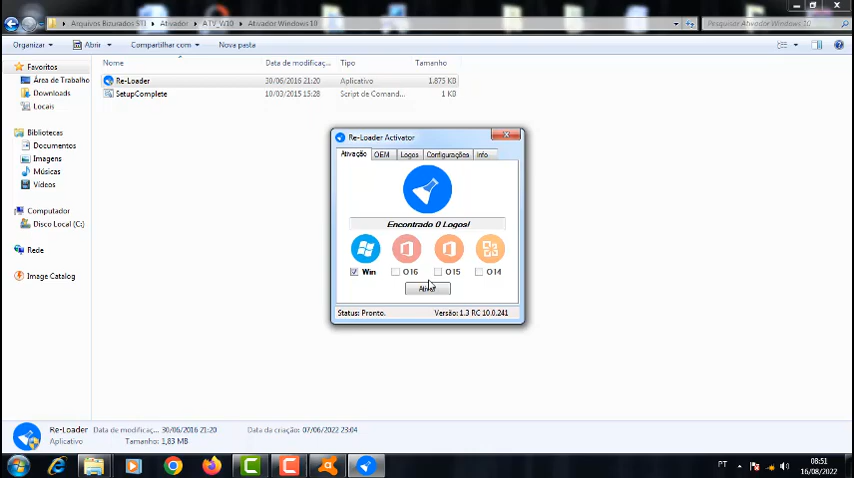 Arquivos Bizurados STI ▸ Ativador ▸ ATV_W10 ▸ Ativador Windows 10
Pesquisar Ativador Windows 10
Organizar Abrir Compartilhar com Nova pasta
Nome Data de modificaç... Tipo Tamanho
Favoritos
Re-Loader 30/06/2016 21:20 Aplicativo 1.875 KB
Área de Trabalho
SetupComplete 10/03/2015 15:28 Script de Comand... 1 KB
Downloads
Locais
Bibliotecas
Documentos
Imagens
Músicas
Vídeos
Computador
Disco Local (C:)
Rede
Image Catalog
Re-Loader Activator
Ativação OEM Logos Configurações Info
Encontrado 0 Logos!
Win O16 O15 O14
Ativar
Status: Pronto. Versão: 1.3 RC 10.0.241
Re-Loader Data de modificaç... 30/06/2016 21:20 Data da criação: 07/06/2022 23:04
Aplicativo Tamanho: 1,83 MB
PT 08:51
16/08/2022